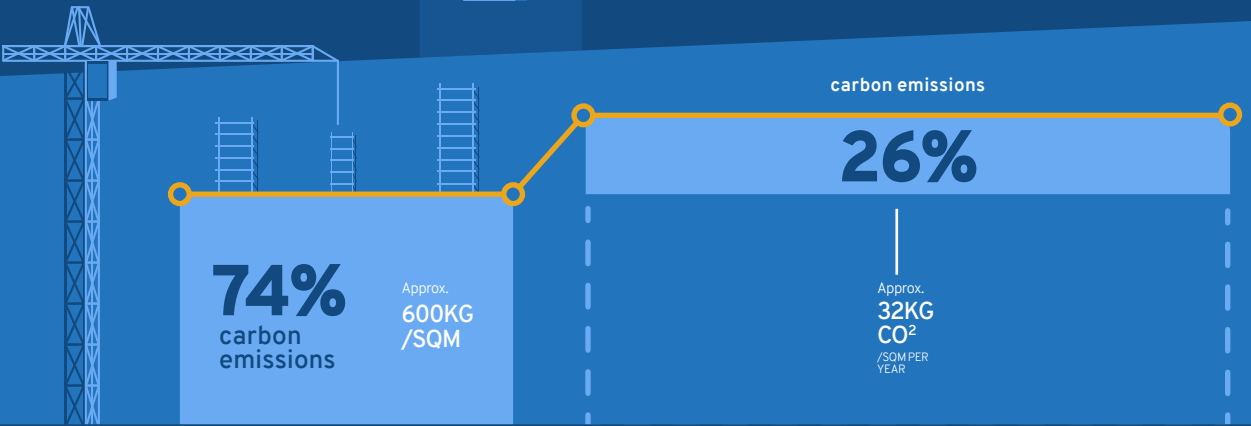 carbon emissions
26%
74%
carbon
emissions
Approx.
600KG
/SQM
Approx.
32KG
CO²
/SQM PER
YEAR